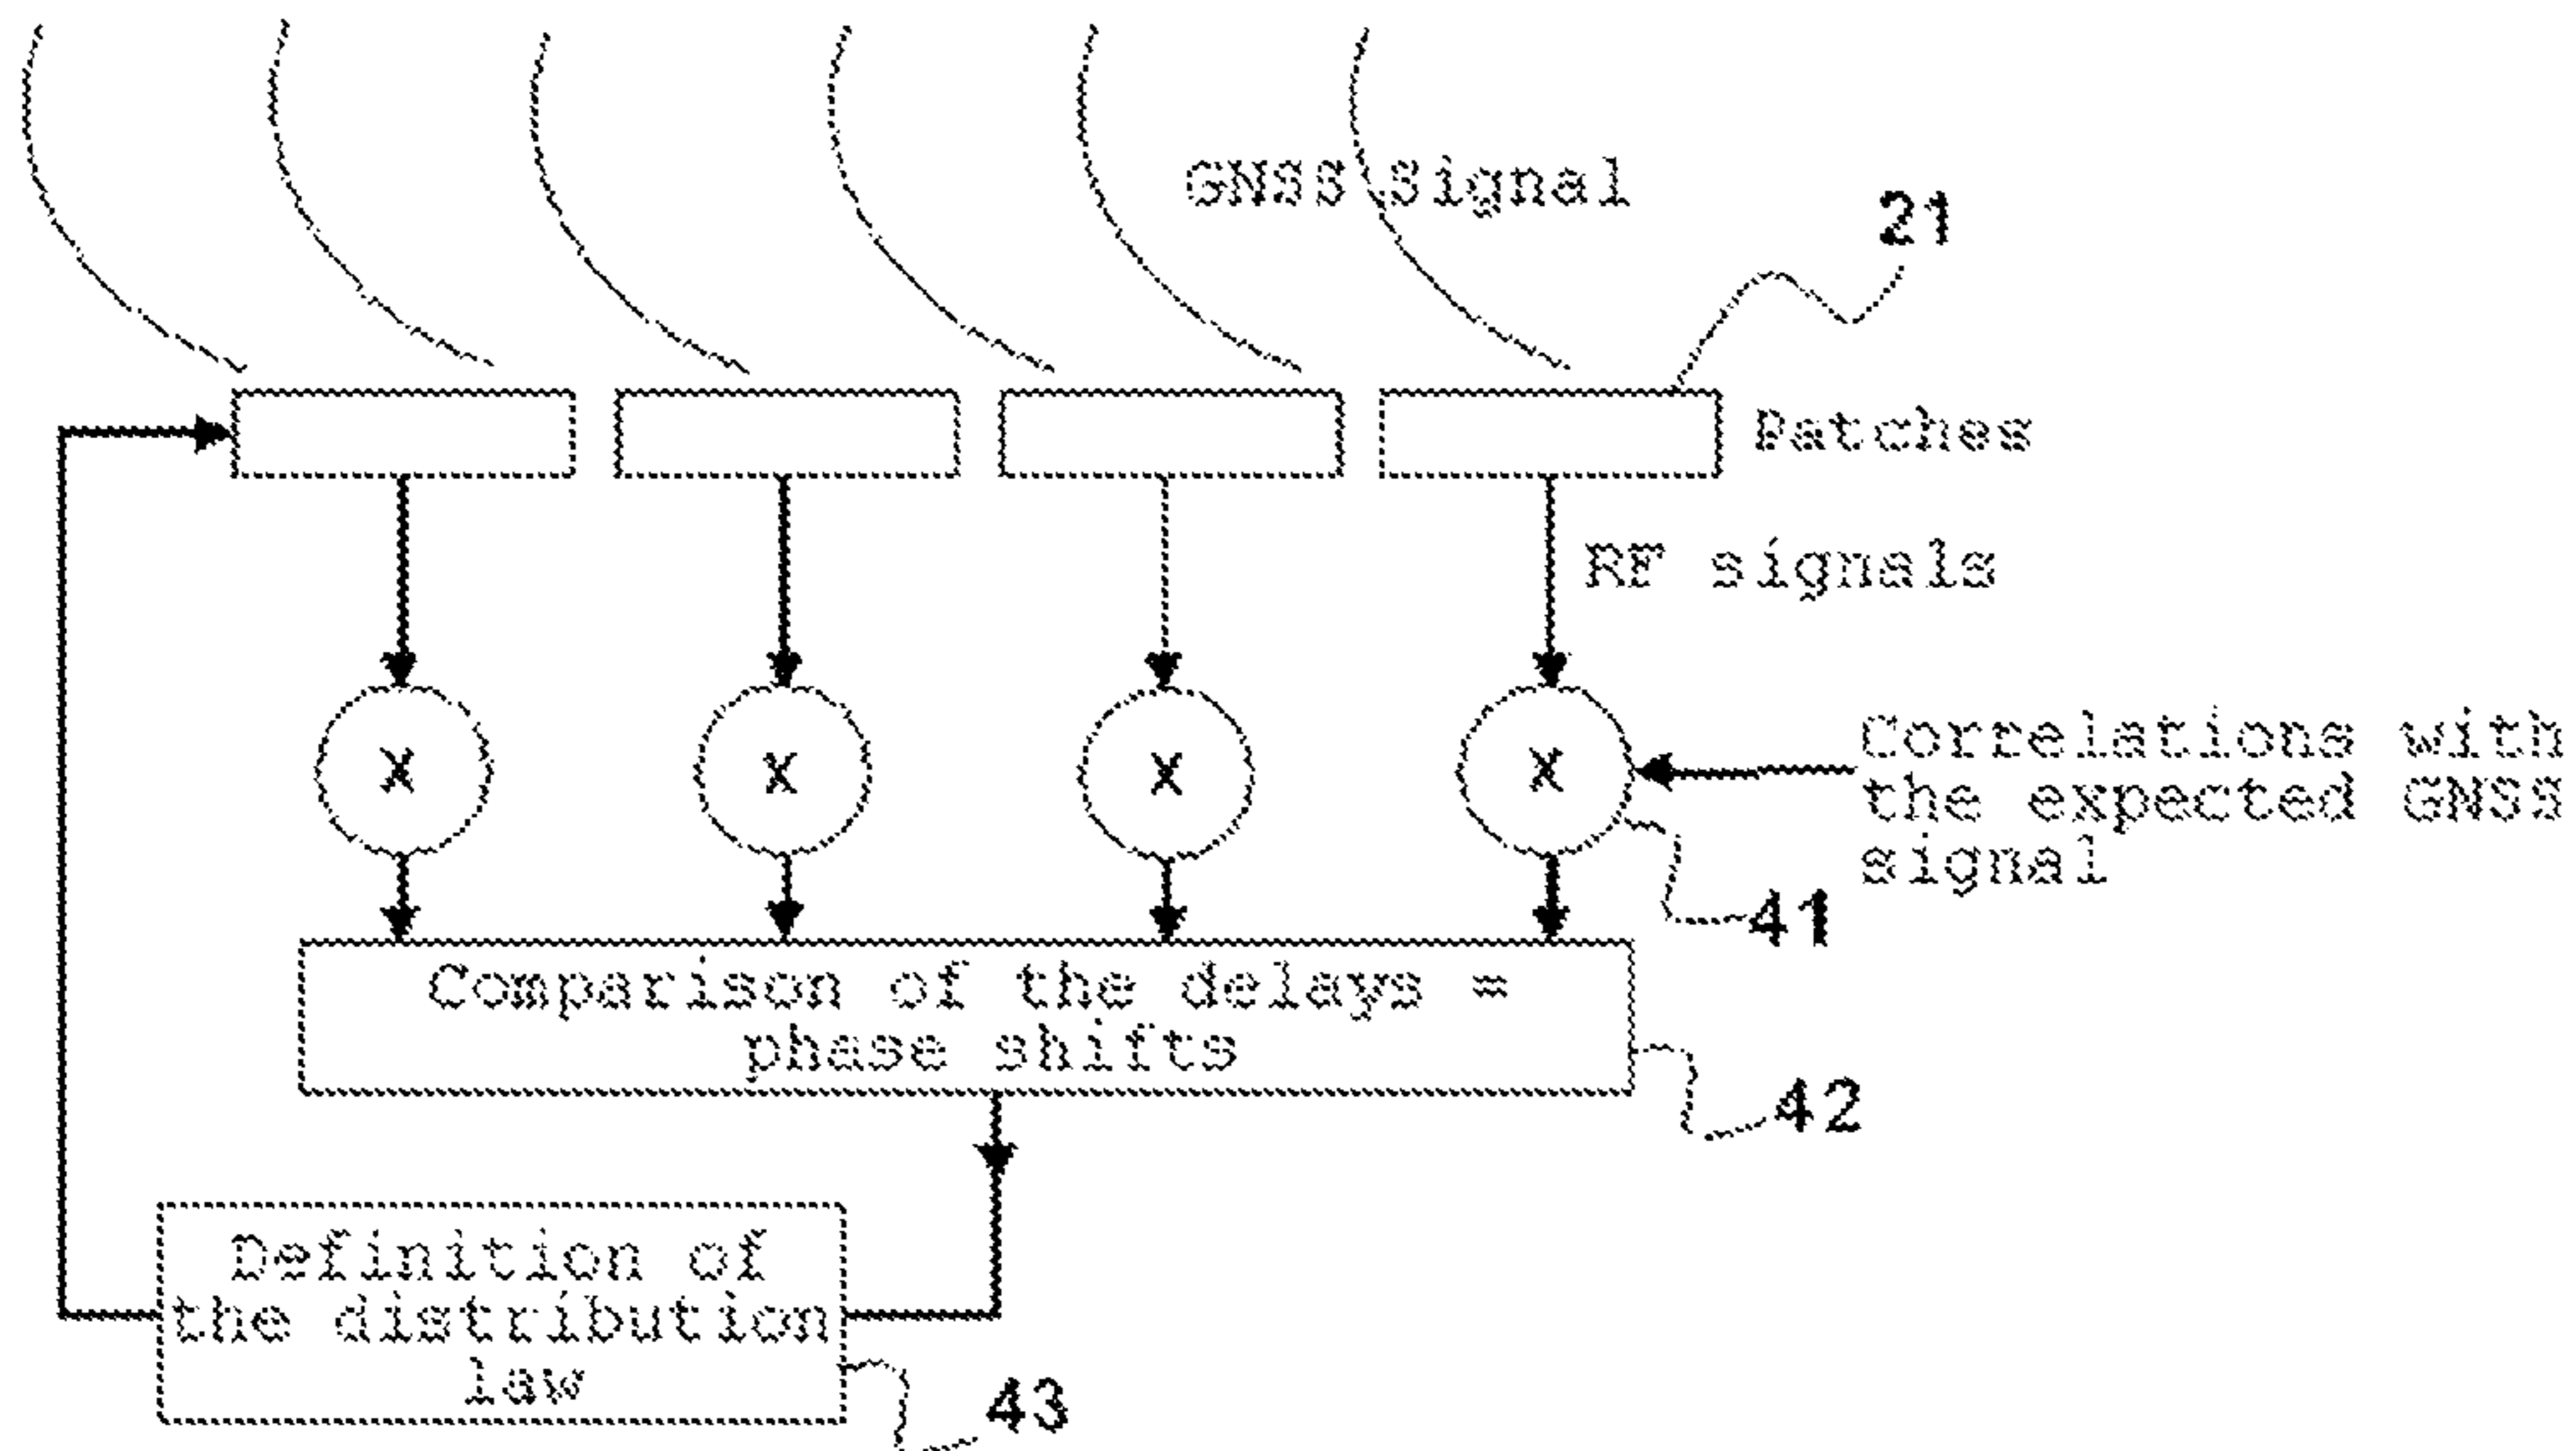 GNSS Signal
21
Patches
RF signals
X X X X
Correlations with
the expected GNSS
signal
41
Comparison of the delays =
phase shifts
42
Definition of
the distribution
law
43